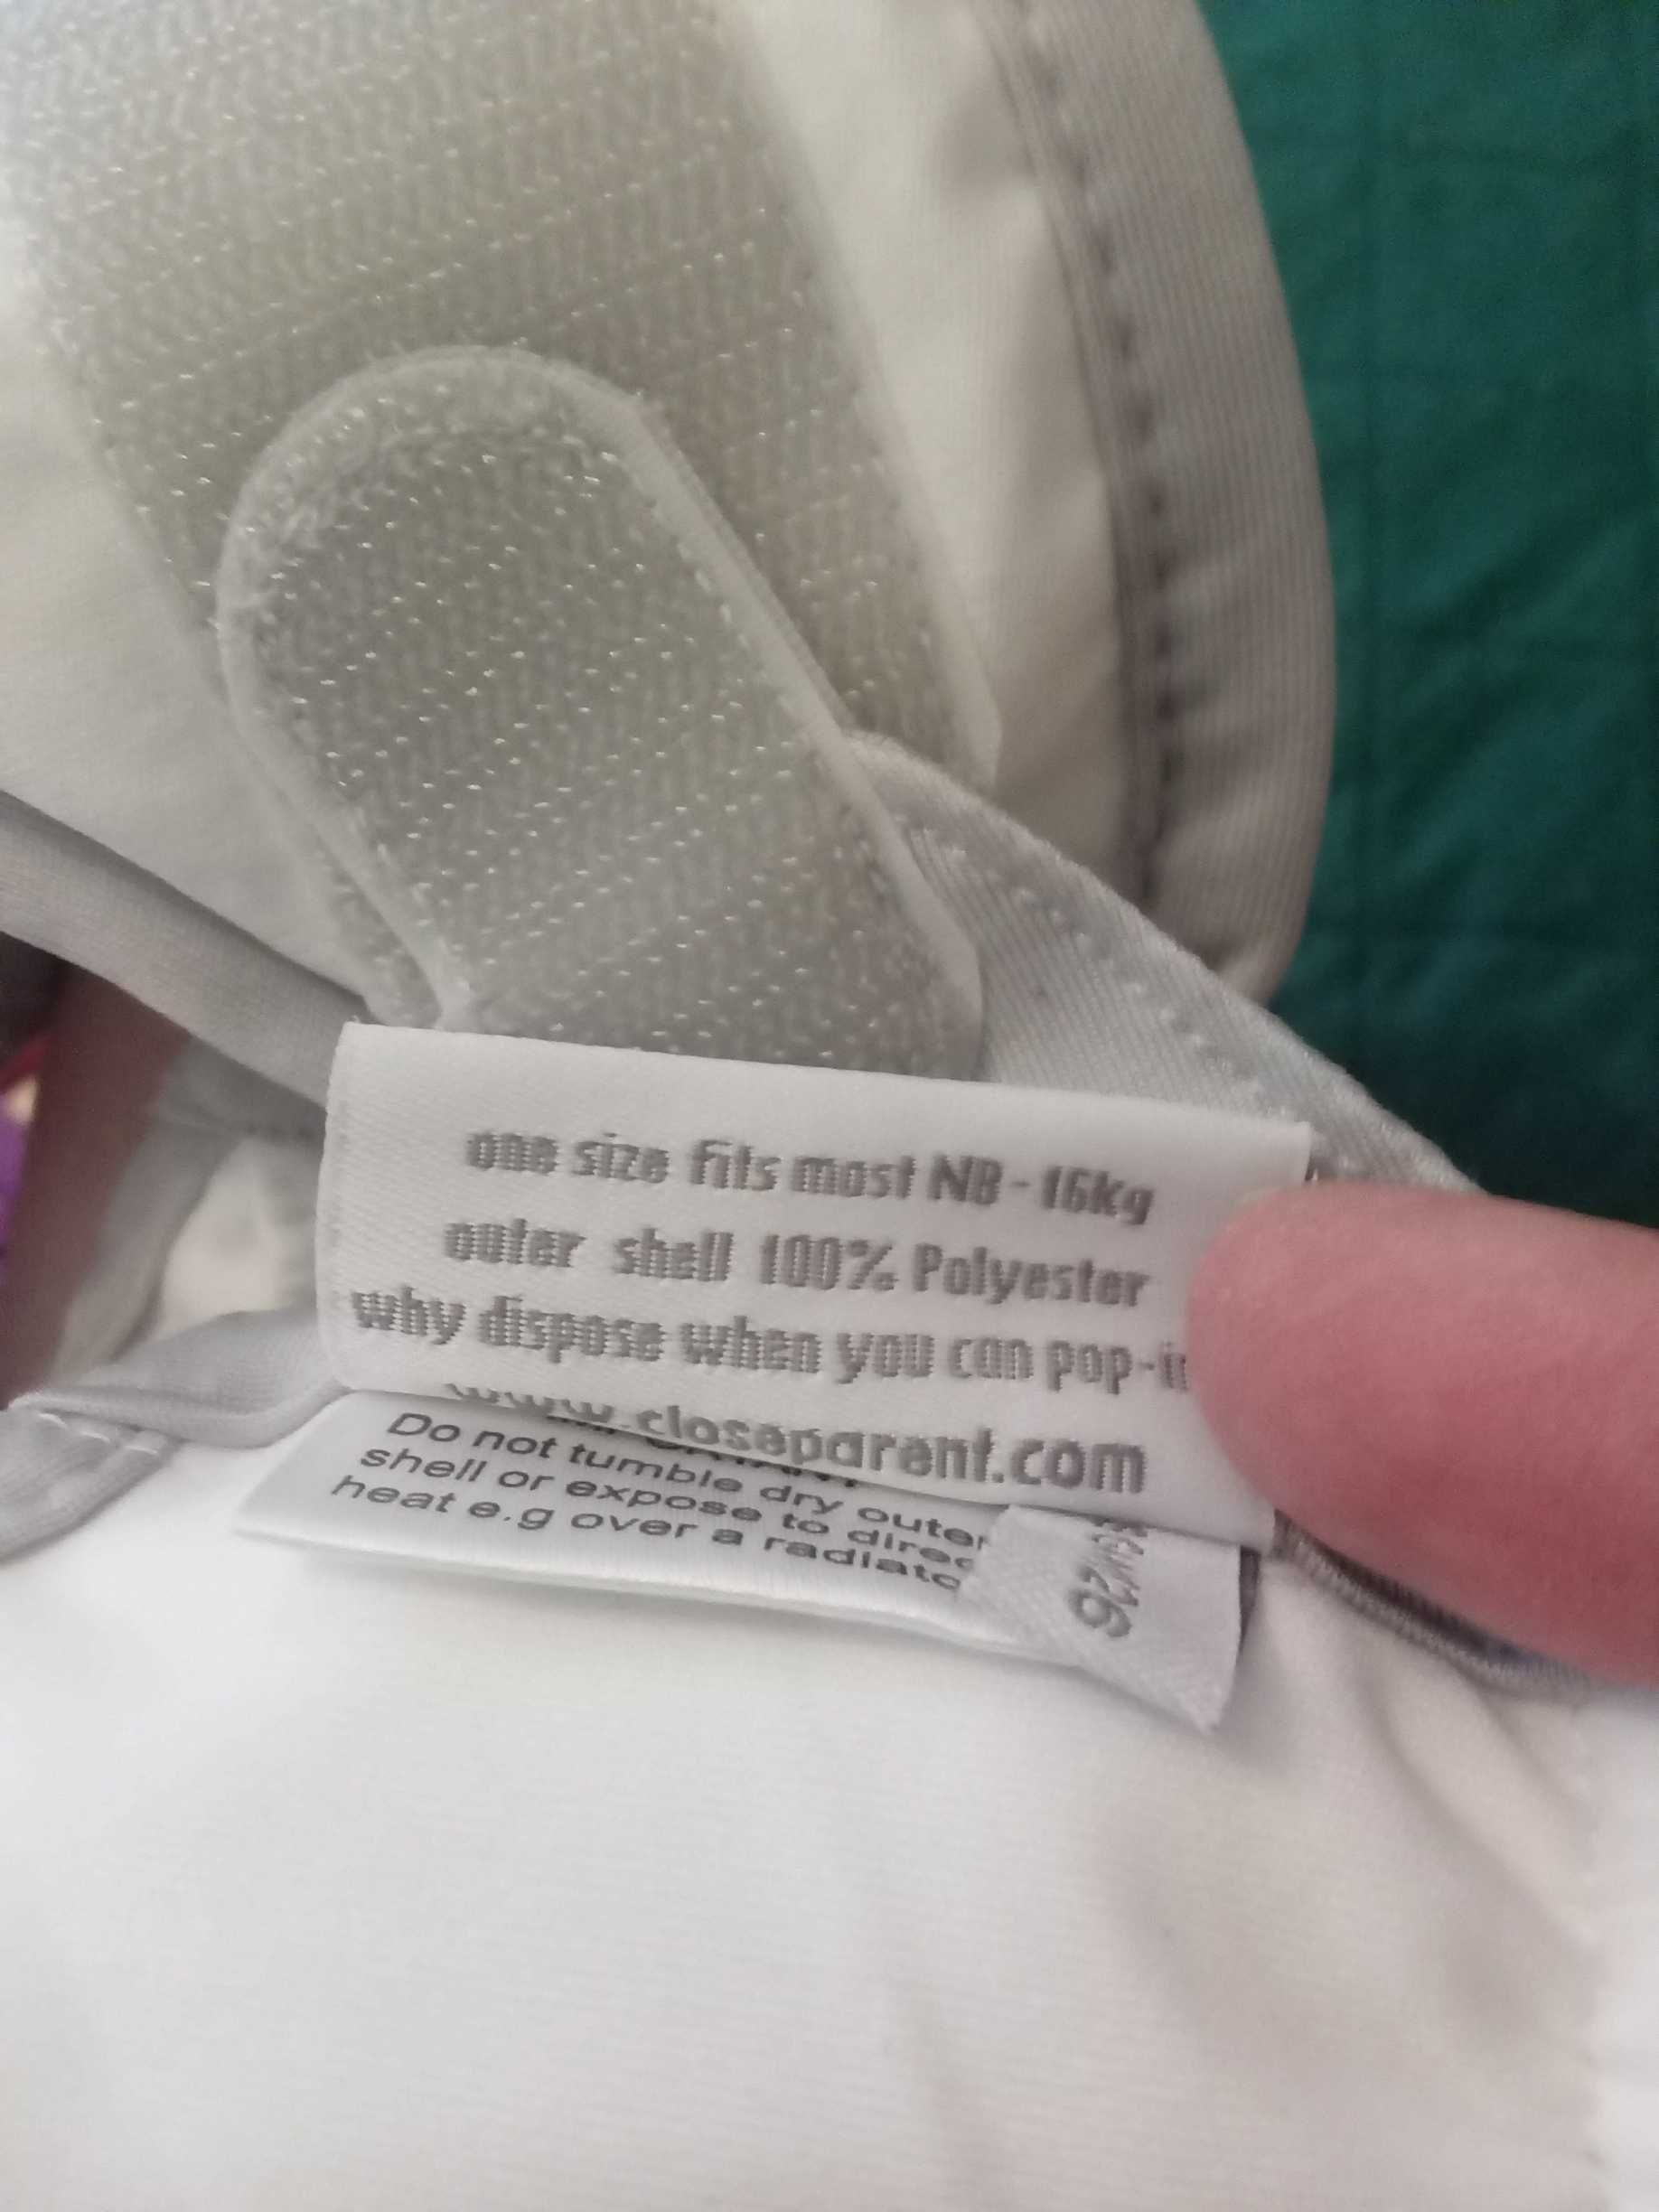 one size fits most NB - 16kg
outer shell 100% Polyester
why dispose when you can pop-i
www.closeparent.com
Do not tumble dry outer
shell or expose to direc
heat e.g over a radiato